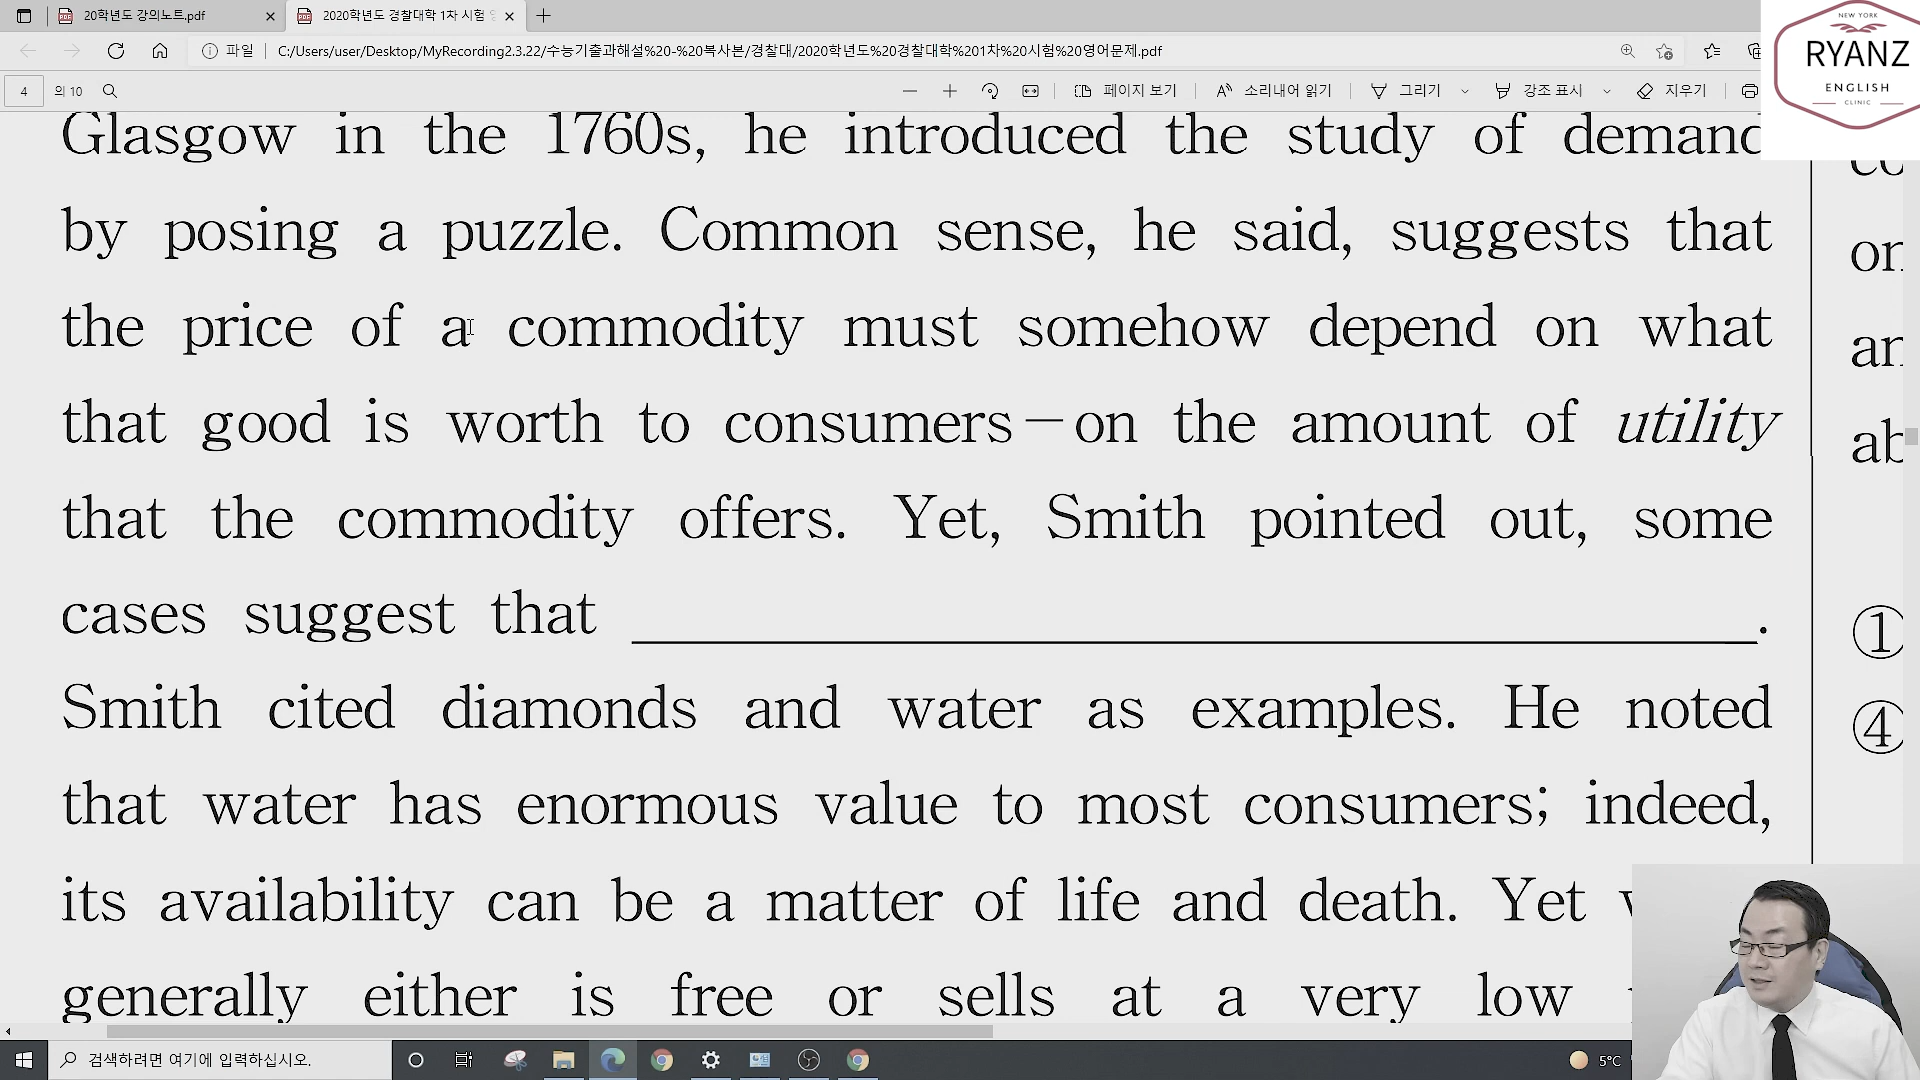 20학년도 강의노트.pdf
2020학년도 경찰대학 1차 시험
파일
C:/Users/user/Desktop/MyRecording2.3.22/수능기출과해설%20-%20복사본/경찰대/2020학년도%20경찰대학%201차%20시험%20영어문제.pdf
4 의 10
페이지 보기
소리내어 읽기
그리기
강조 표시
지우기
NEW YORK
RYANZ
ENGLISH
CLINIC
Glasgow in the 1760s, he introduced the study of demand
by posing a puzzle. Common sense, he said, suggests that
the price of a commodity must somehow depend on what
that good is worth to consumers—on the amount of utility
that the commodity offers. Yet, Smith pointed out, some
cases suggest that ______.
Smith cited diamonds and water as examples. He noted
that water has enormous value to most consumers; indeed,
its availability can be a matter of life and death. Yet
generally either is free or sells at a very low
on
an
ab
①
④
검색하려면 여기에 입력하십시오.
5°C